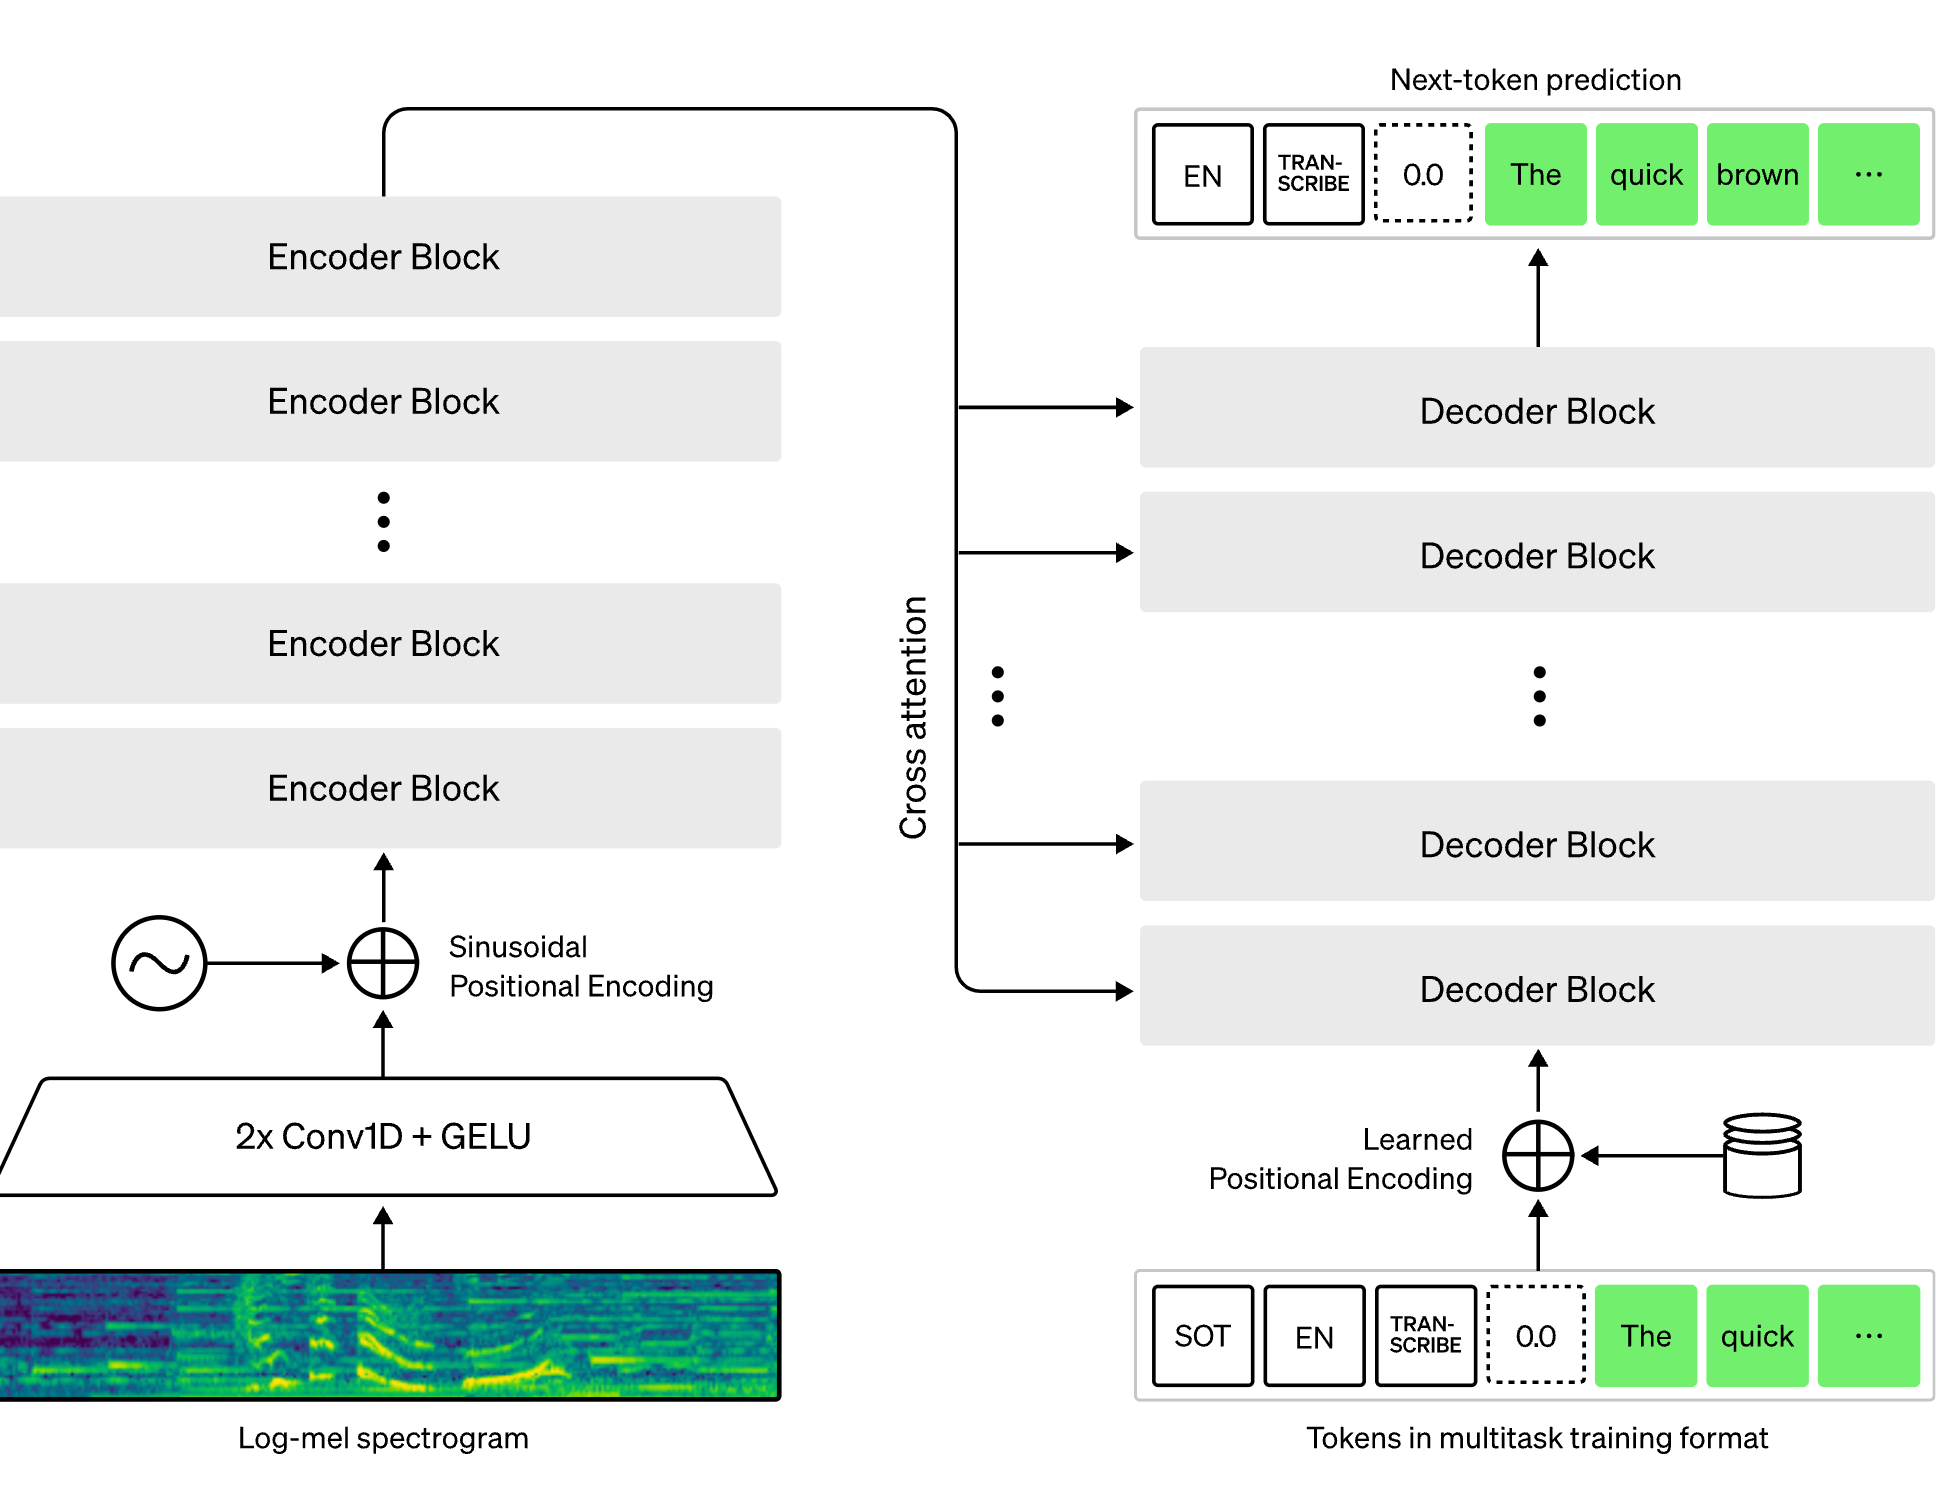 Next-token prediction
EN
TRAN-
SCRIBE
0.0
The
quick
brown
...
Encoder Block
Encoder Block
Encoder Block
Encoder Block
Cross attention
Decoder Block
Decoder Block
Decoder Block
Decoder Block
Sinusoidal
Positional Encoding
2x Conv1D + GELU
Log-mel spectrogram
Learned
Positional Encoding
SOT
EN
TRAN-
SCRIBE
0.0
The
quick
...
Tokens in multitask training format